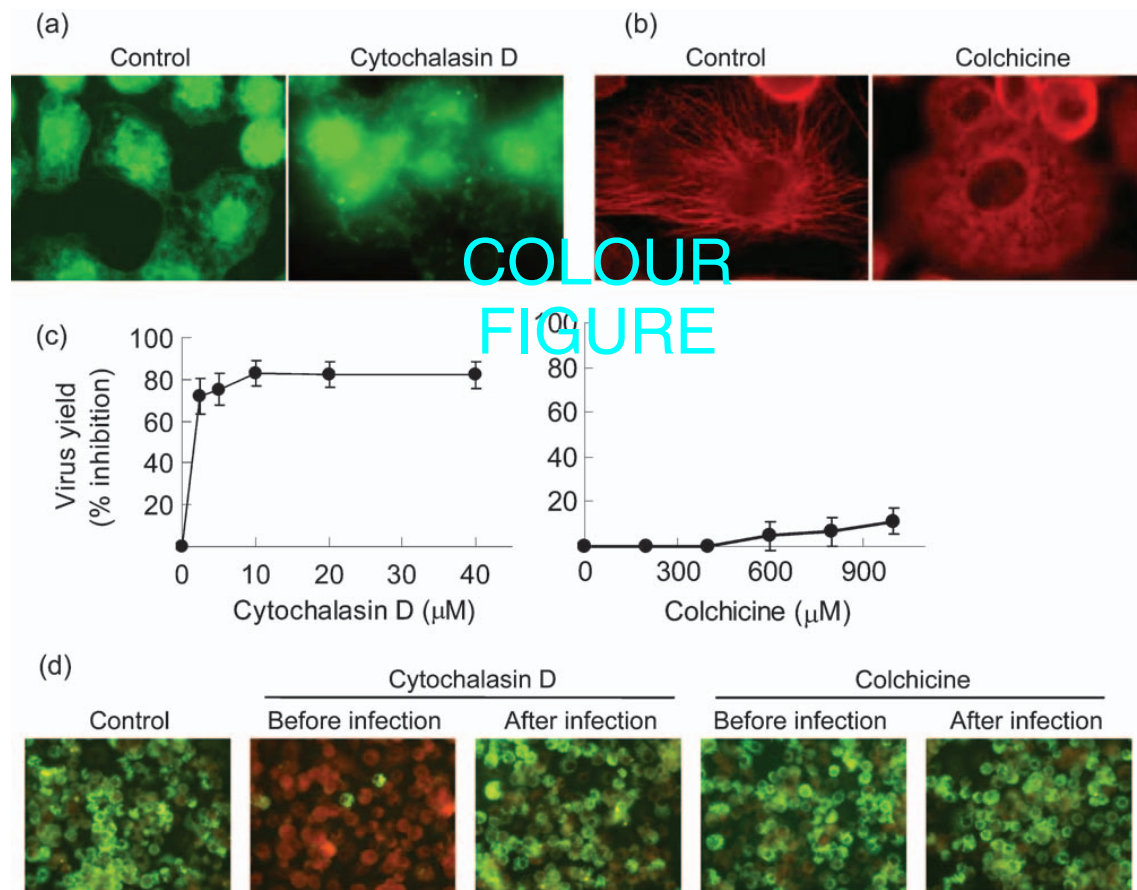 (a)
Control Cytochalasin D
(b)
Control Colchicine
COLOUR
FIGURE
(c)
Virus yield
(% inhibition)
100
80
60
40
20
0 10 20 30 40
Cytochalasin D (μM)
100
80
60
40
20
0 300 600 900
Colchicine (μM)
(d)
Cytochalasin D Colchicine
Control Before infection After infection Before infection After infection